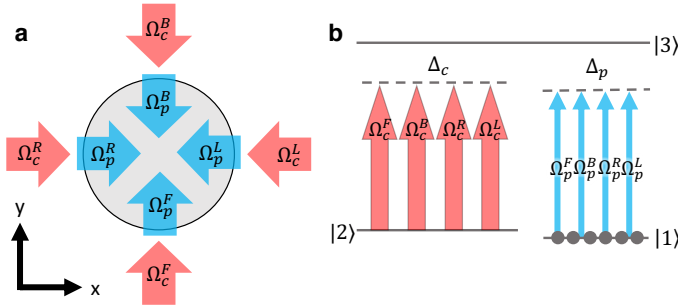 a
Ω_c^B
Ω_p^B
Ω_c^R
Ω_p^R
Ω_p^L
Ω_c^L
Ω_p^F
Ω_c^F
y
x
b
|3⟩
Δ_c
Δ_p
Ω_c^F Ω_c^B Ω_c^R Ω_c^L
Ω_p^F Ω_p^B Ω_p^R Ω_p^L
|2⟩
|1⟩